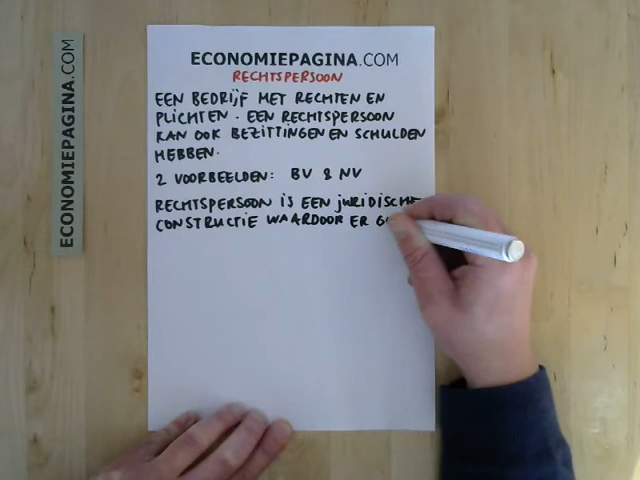 ECONOMIEPAGINA.COM
ECONOMIEPAGINA.COM
RECHTSPERSOON
EEN BEDRIJF MET RECHTEN EN
PLICHTEN. EEN RECHTSPERSOON
KAN OOK BEZITTINGEN EN SCHULDEN
HEBBEN.
2 VOORBEELDEN: BV & NV
RECHTSPERSOON IS EEN JURIDISCHE
CONSTRUCTIE WAARDOOR ER